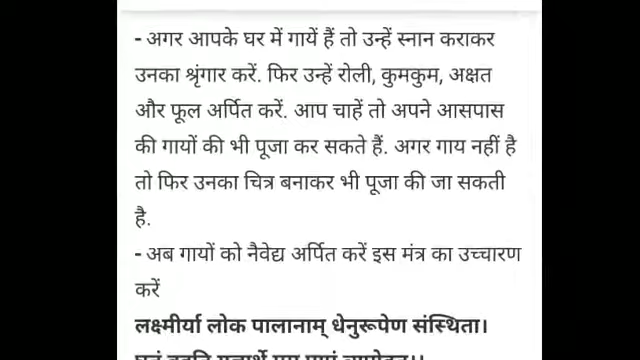 - अगर आपके घर में गायें हैं तो उन्हें स्नान कराकर
उनका श्रृंगार करें. फिर उन्हें रोली, कुमकुम, अक्षत
और फूल अर्पित करें. आप चाहें तो अपने आसपास
की गायों की भी पूजा कर सकते हैं. अगर गाय नहीं है
तो फिर उनका चित्र बनाकर भी पूजा की जा सकती
है.
- अब गायों को नैवेद्य अर्पित करें इस मंत्र का उच्चारण
करें
लक्ष्मीर्या लोक पालानाम् धेनुरूपेण संस्थिता।